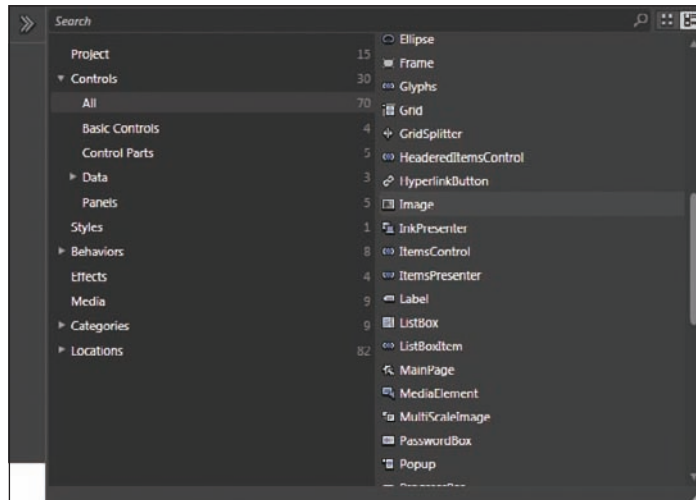 Search
Project 15
Controls 30
All 70
Basic Controls 4
Control Parts 5
Data 3
Panels 5
Styles 1
Behaviors 8
Effects 4
Media 9
Categories 9
Locations 82
Ellipse
Frame
Glyphs
Grid
GridSplitter
HeaderedItemsControl
HyperlinkButton
Image
InkPresenter
ItemsControl
ItemsPresenter
Label
ListBox
ListBoxItem
MainPage
MediaElement
MultiScaleImage
PasswordBox
Popup